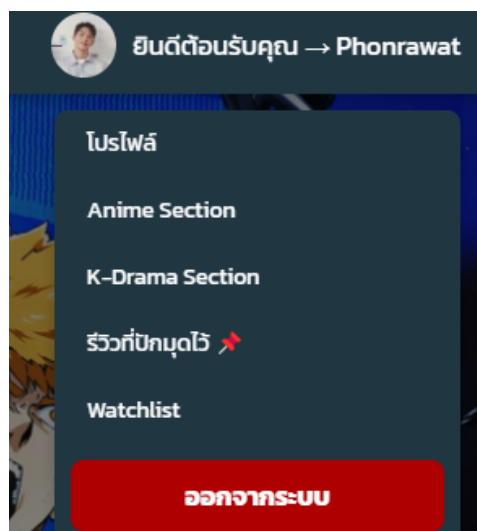 ยินดีต้อนรับคุณ → Phonrawat
โปรไฟล์
Anime Section
K-Drama Section
รีวิวที่ปักมุดไว้ 📌
Watchlist
ออกจากระบบ